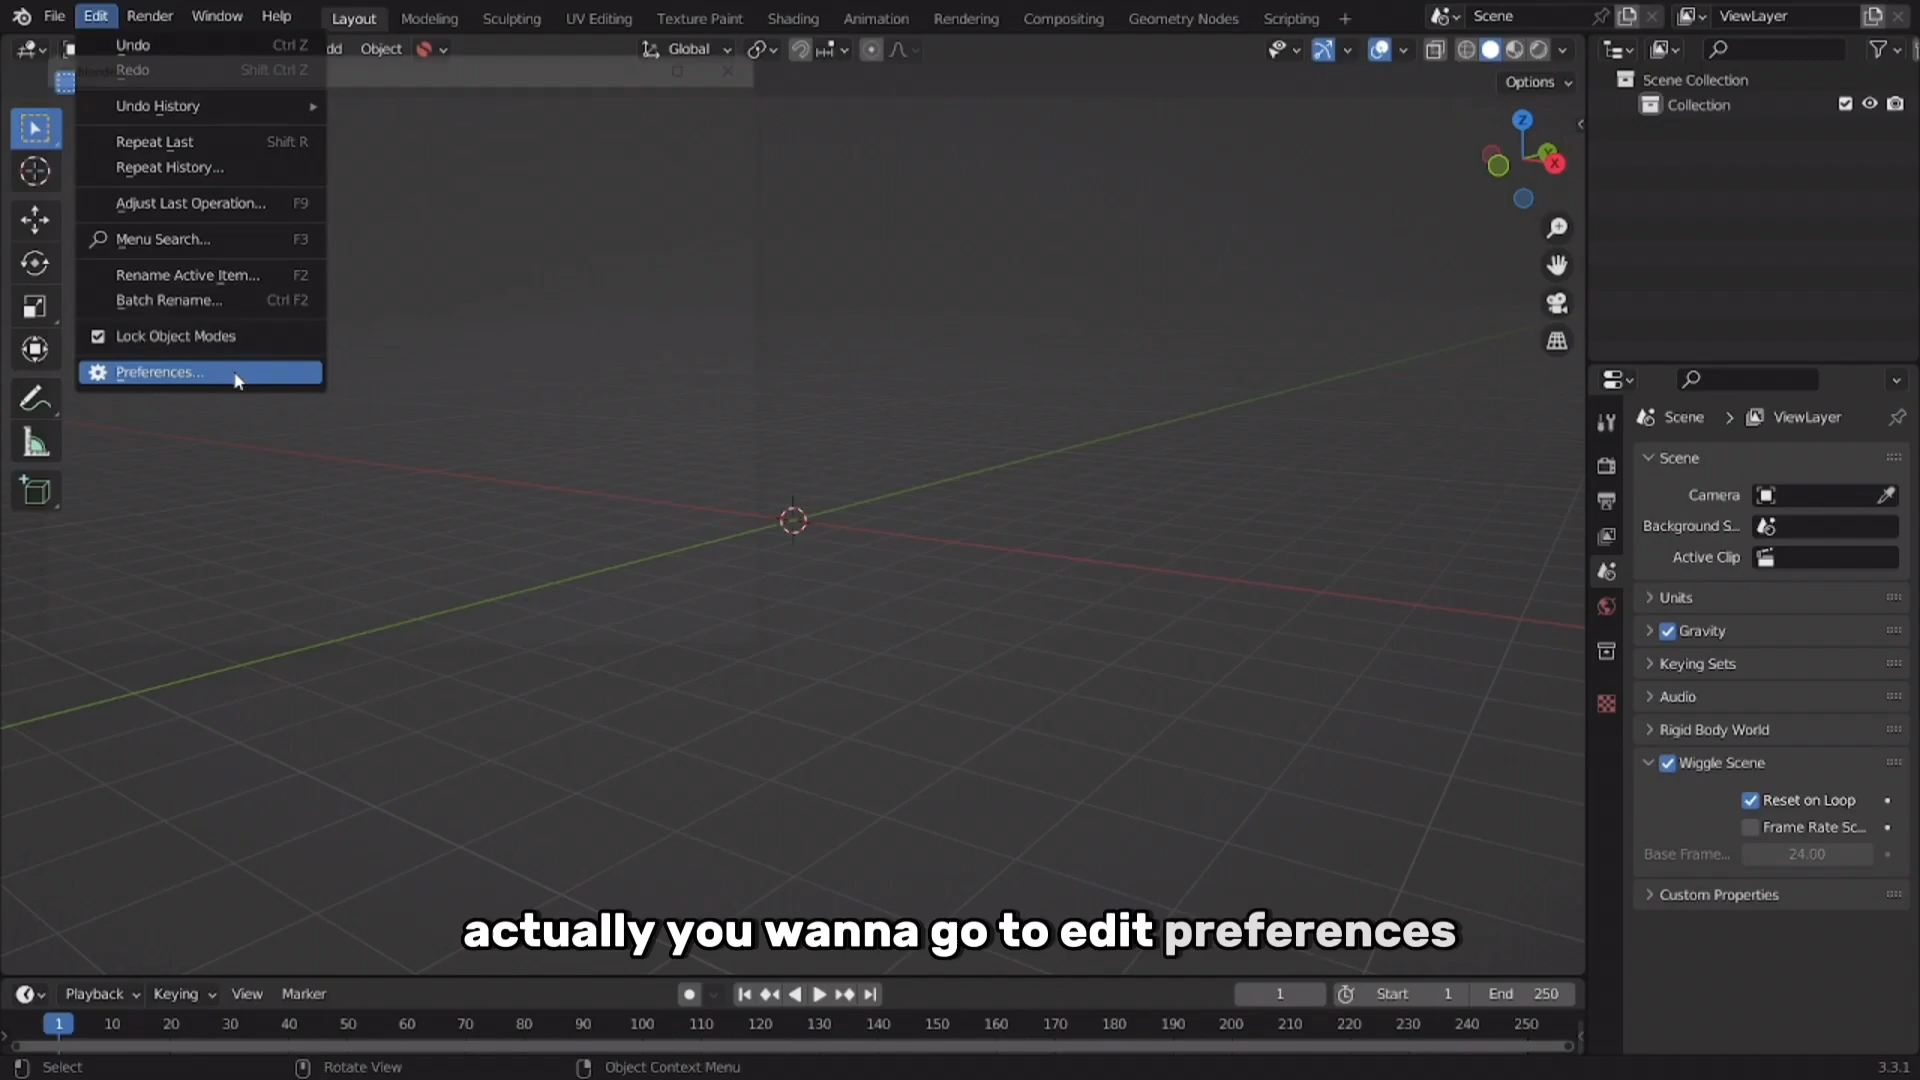 File Edit Render Window Help Layout Modeling Sculpting UV Editing Texture Paint Shading Animation Rendering Compositing Geometry Nodes Scripting + Scene ViewLayer
dd Object Global
Options
Undo Ctrl Z
Redo Shift Ctrl Z
Undo History
Repeat Last Shift R
Repeat History...
Adjust Last Operation... F9
Menu Search... F3
Rename Active Item... F2
Batch Rename... Ctrl F2
Lock Object Modes
Preferences...
Z
Y
X
Scene Collection
Collection
Scene > ViewLayer
Scene
Camera
Background S...
Active Clip
Units
Gravity
Keying Sets
Audio
Rigid Body World
Wiggle Scene
Reset on Loop
Frame Rate Sc...
Base Frame... 24.00
Custom Properties
actually you wanna go to edit preferences
Playback Keying View Marker 1 Start 1 End 250
1 10 20 30 40 50 60 70 80 90 100 110 120 130 140 150 160 170 180 190 200 210 220 230 240 250
Select Rotate View Object Context Menu 3.3.1